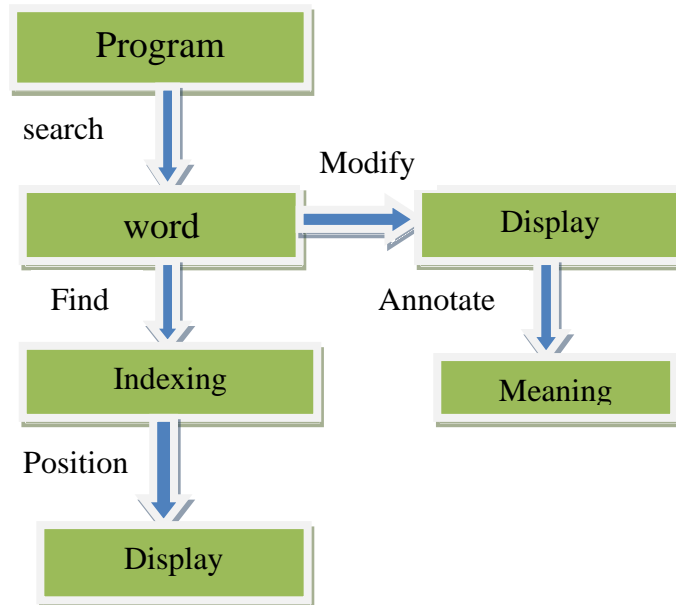 Program
search
Modify
word
Display
Find
Annotate
Indexing
Meaning
Position
Display